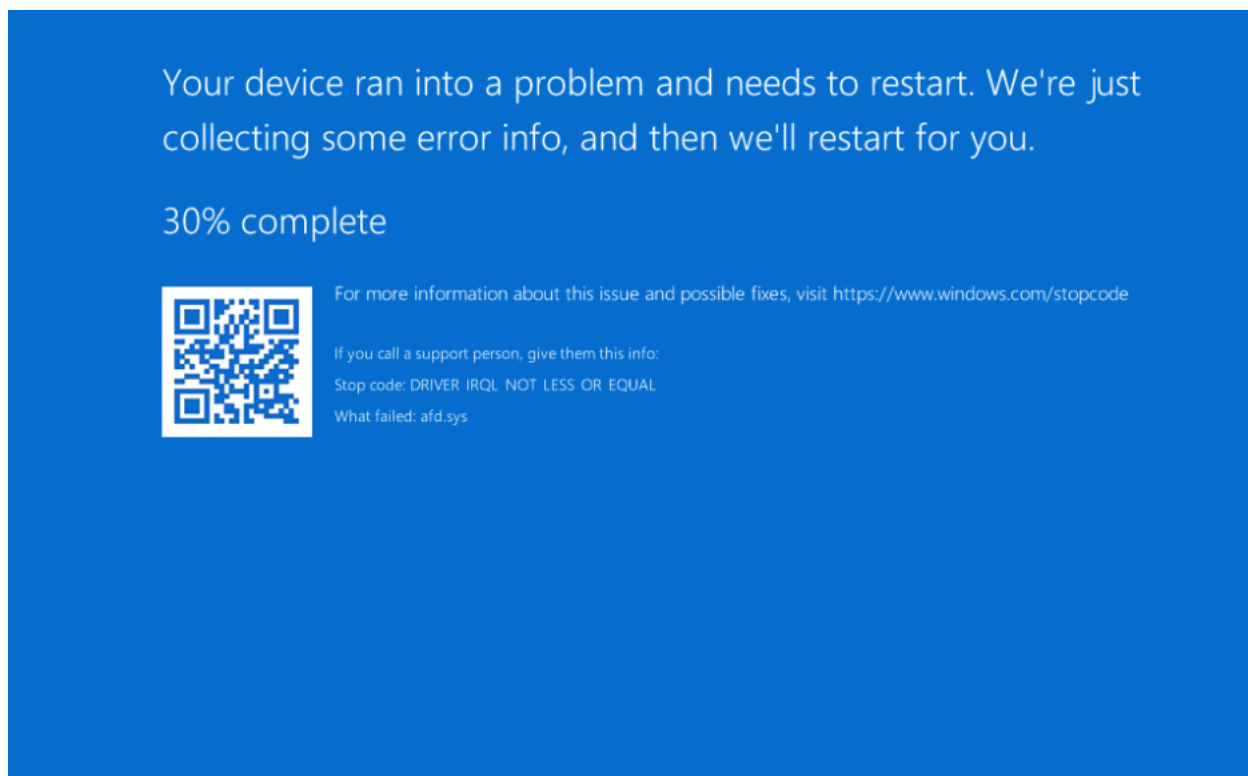 Your device ran into a problem and needs to restart. We're just
collecting some error info, and then we'll restart for you.
30% complete
For more information about this issue and possible fixes, visit https://www.windows.com/stopcode
If you call a support person, give them this info:
Stop code: DRIVER IRQL NOT LESS OR EQUAL
What failed: afd.sys